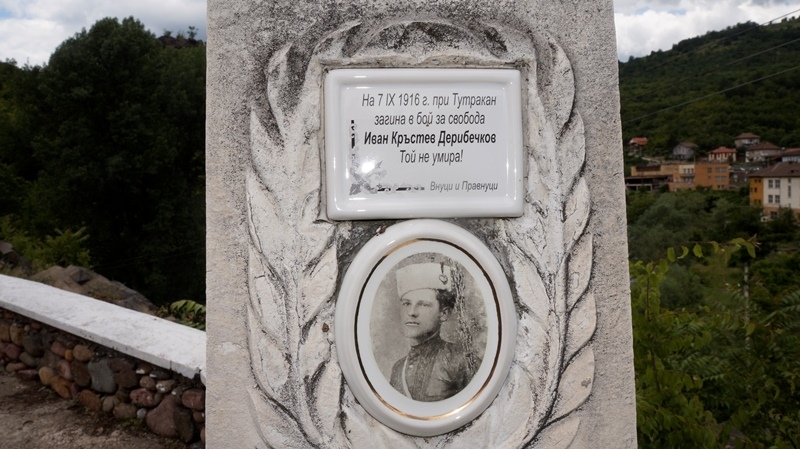 На 7 IX 1916 г. при Тутракан
загина в бой за свобода
Иван Кръстев Дерибечков
Той не умира!
Внуци и Правнуци